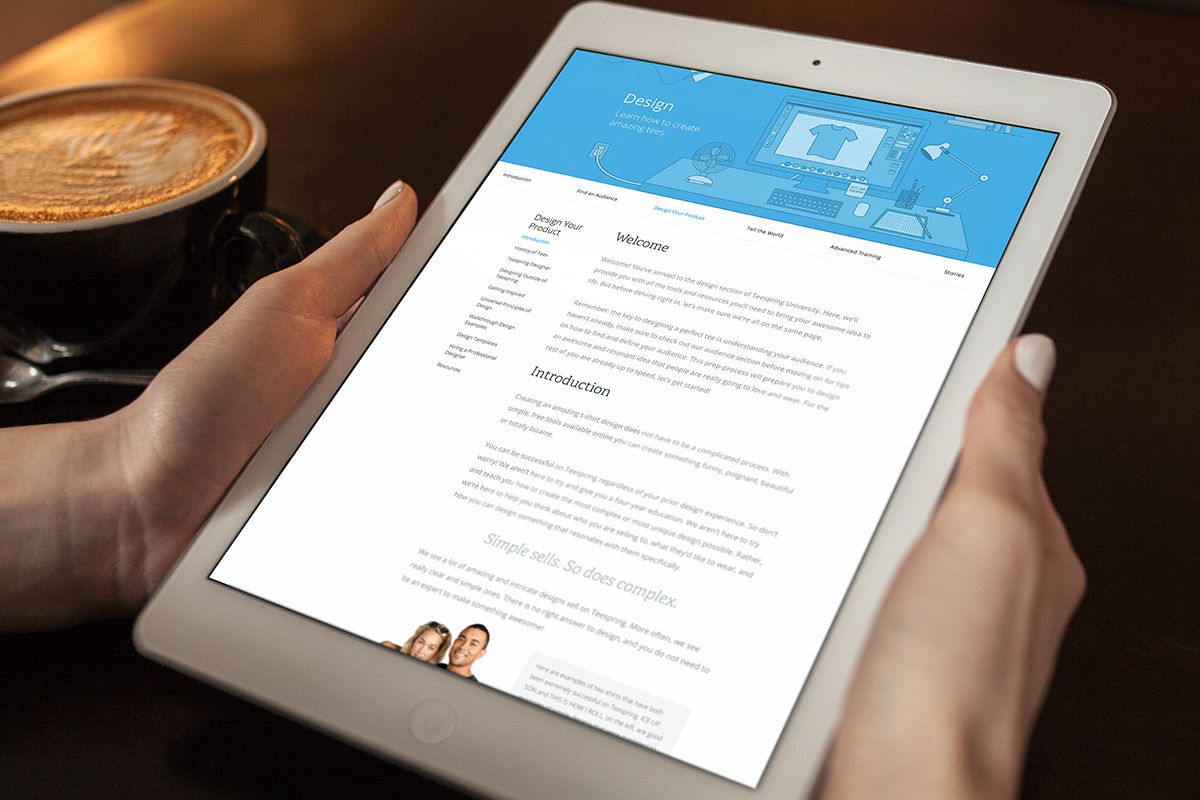 Design
Learn how to create
amazing tees
Introduction
Find an Audience
Design Your Product
Tell the World
Advanced Training
Stories
Design Your
Product
Introduction
History of Tees
Teespring Designer
Designing Outside of
Teespring
Getting Inspired
Universal Principles of
Design
Walkthrough Design
Examples
Design Templates
Hiring a Professional
Designer
Resources
Welcome
Welcome! You've arrived to the design section of Teespring University. Here, we'll
provide you with all the tools and resources you'll need to bring your awesome idea to
life. But before delving right in, let's make sure we're all on the same page.
Remember: the key to designing a perfect tee is understanding your audience. If you
haven't already, make sure to check out our audience section before moving on for tips
on how to find and define your audience. This prep-process will prepare you to design
an awesome and resonant idea that people are really going to love and wear. For the
rest of you are already up to speed, let's get started!
Introduction
Creating an amazing t-shirt design does not have to be a complicated process. With
simple, free tools available online you can create something funny, poignant, beautiful
or totally bizarre.
You can be successful on Teespring regardless of your prior design experience. So don't
worry! We aren't here to try and give you a four-year education. We aren't here to try
and teach you how to create the most complex or most unique design possible. Rather,
we're here to help you think about who you are selling to, what they'd like to wear, and
how you can design something that resonates with them specifically.
Simple sells. So does complex.
We see a lot of amazing and intricate designs sell on Teespring. More often, we see
really clear and simple ones. There is no right answer to design, and you do not need to
be an expert to make something awesome!
Here are examples of two shirts that have both
been extremely successful on Teespring. ICE UP
SON and THIS IS HOW I ROLL, on the left, are good